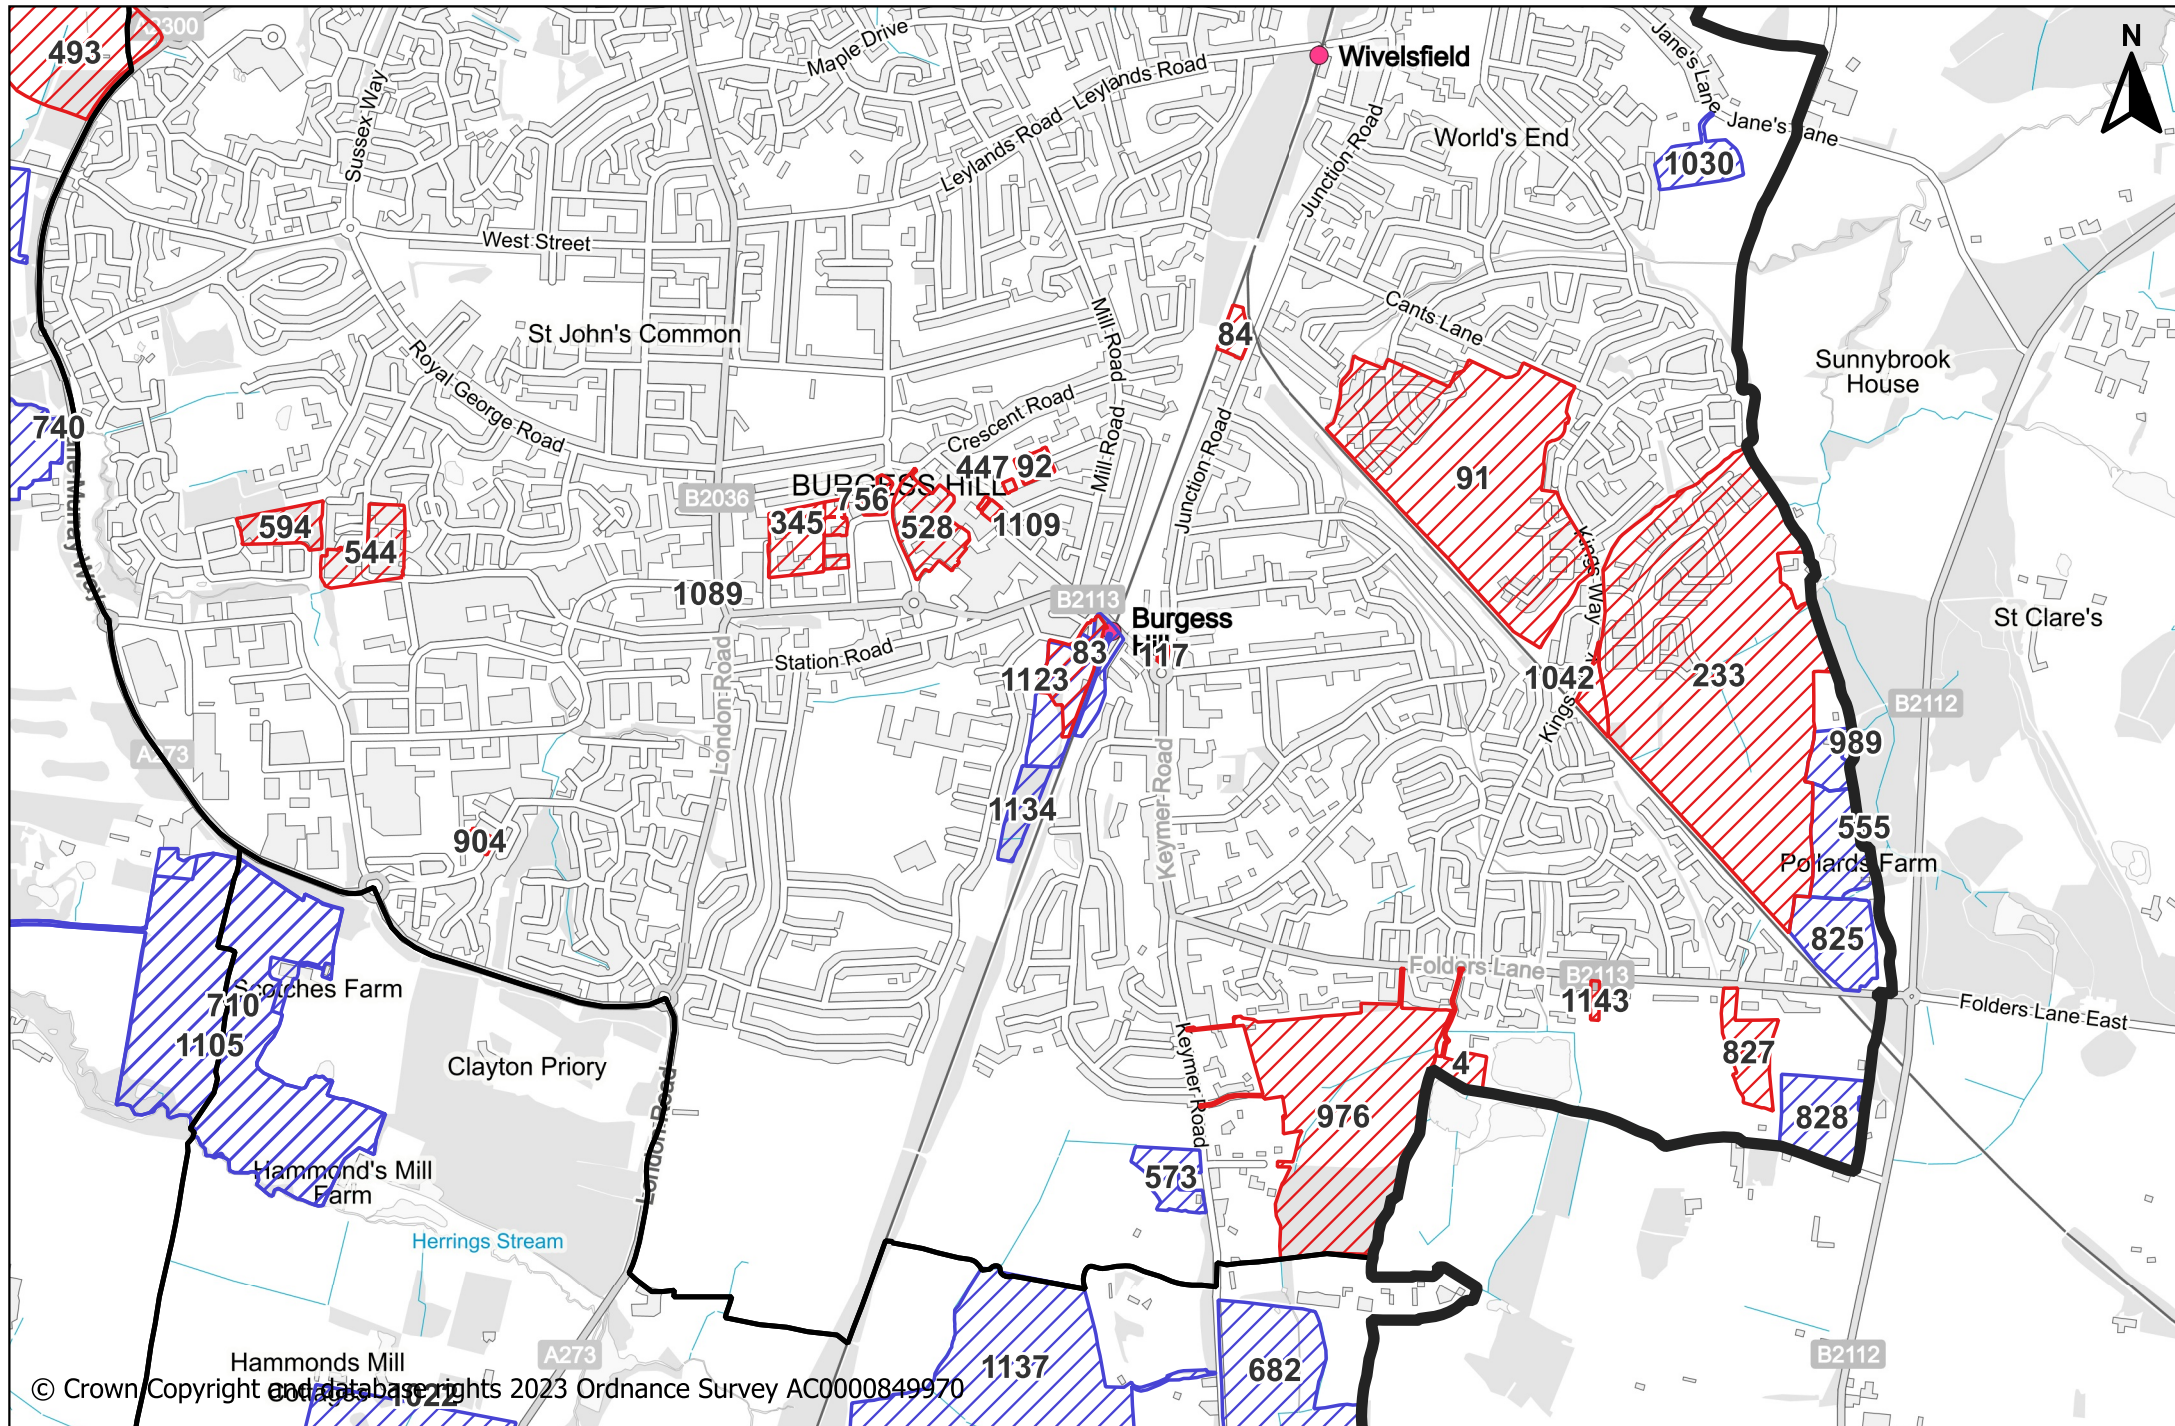 A2300
493
Sussex Way
Maple Drive
Leylands Road
Leylands Road
Wivelsfield
World's End
Jane's Lane
Jane's Lane
N
1030
Junction Road
West Street
St John's Common
Royal George Road
Mill Road
84
Cants Lane
Sunnybrook
House
740
Crescent Road
Mill Road
Junction Road
447
92
BURGESS HILL
B2036
756
91
594
544
345
528
1109
Kings Way
1089
B2113
Burgess
Hill
St Clare's
Station Road
83
117
1123
1042
233
London Road
Kings Way
B2112
A273
989
Keymer Road
1134
555
904
Pollards Farm
825
Folders Lane
B2113
Scotches Farm
710
1143
Folders Lane East
1105
Clayton Priory
Keymer Road
4
827
London Road
976
828
Hammond's Mill
Farm
573
Herrings Stream
Hammonds Mill
Cottages
A273
1137
682
B2112
1022
© Crown Copyright and database rights 2023 Ordnance Survey AC0000849970